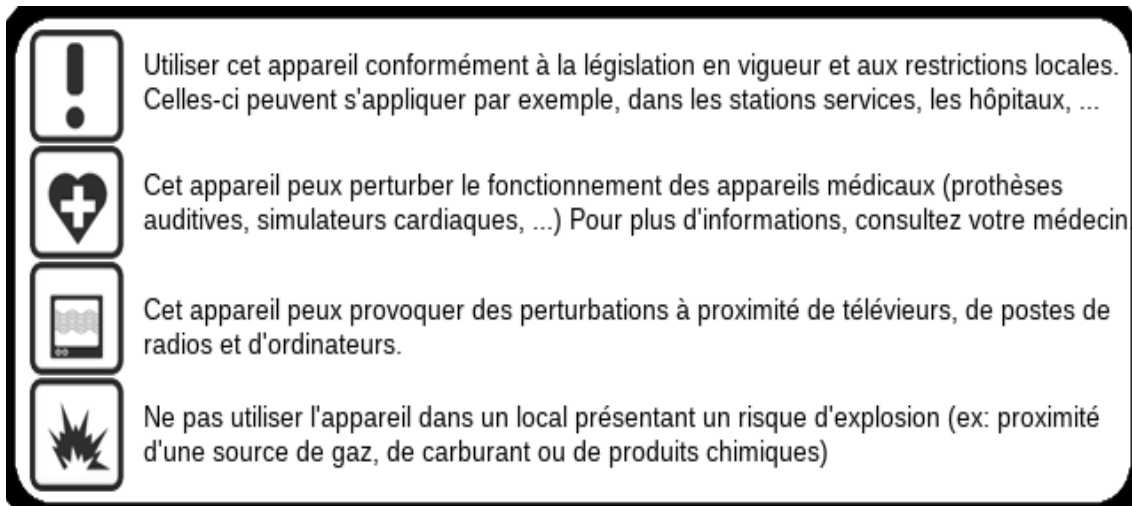 Utiliser cet appareil conformément à la législation en vigueur et aux restrictions locales.
Celles-ci peuvent s'appliquer par exemple, dans les stations services, les hôpitaux, ...
Cet appareil peux perturber le fonctionnement des appareils médicaux (prothèses
auditives, simulateurs cardiaques, ...) Pour plus d'informations, consultez votre médecin
Cet appareil peux provoquer des perturbations à proximité de télévieurs, de postes de
radios et d'ordinateurs.
Ne pas utiliser l'appareil dans un local présentant un risque d'explosion (ex: proximité
d'une source de gaz, de carburant ou de produits chimiques)